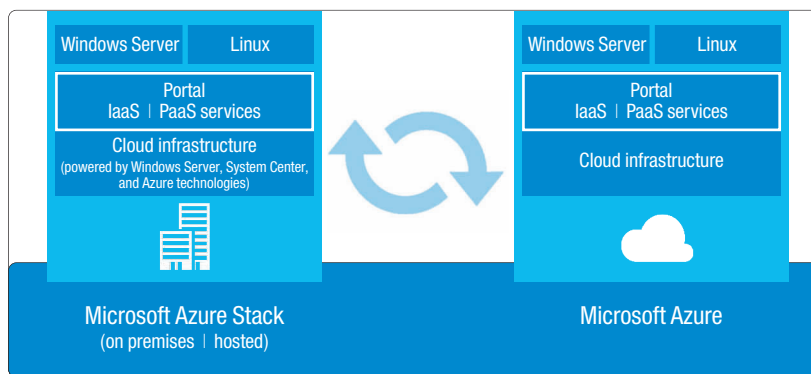 Windows Server
Linux
Portal
IaaS | PaaS services
Cloud infrastructure
(powered by Windows Server, System Center,
and Azure technologies)
Microsoft Azure Stack
(on premises | hosted)
Windows Server
Linux
Portal
IaaS | PaaS services
Cloud infrastructure
Microsoft Azure